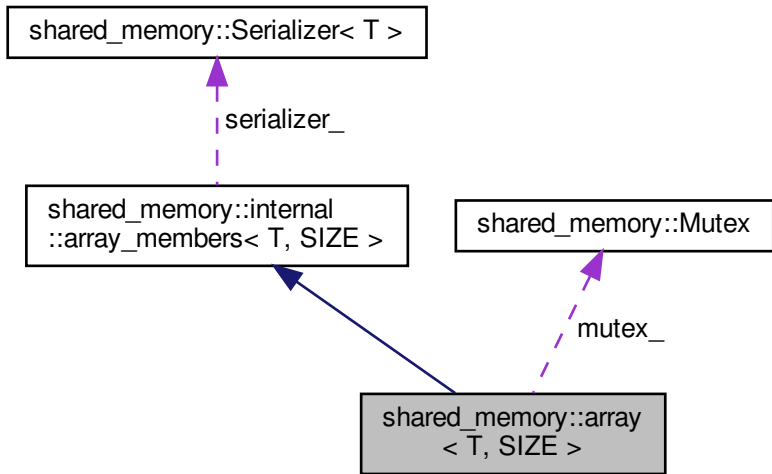 shared_memory::Serializer< T >
serializer_
shared_memory::internal
::array_members< T, SIZE >
shared_memory::Mutex
mutex_
shared_memory::array
< T, SIZE >